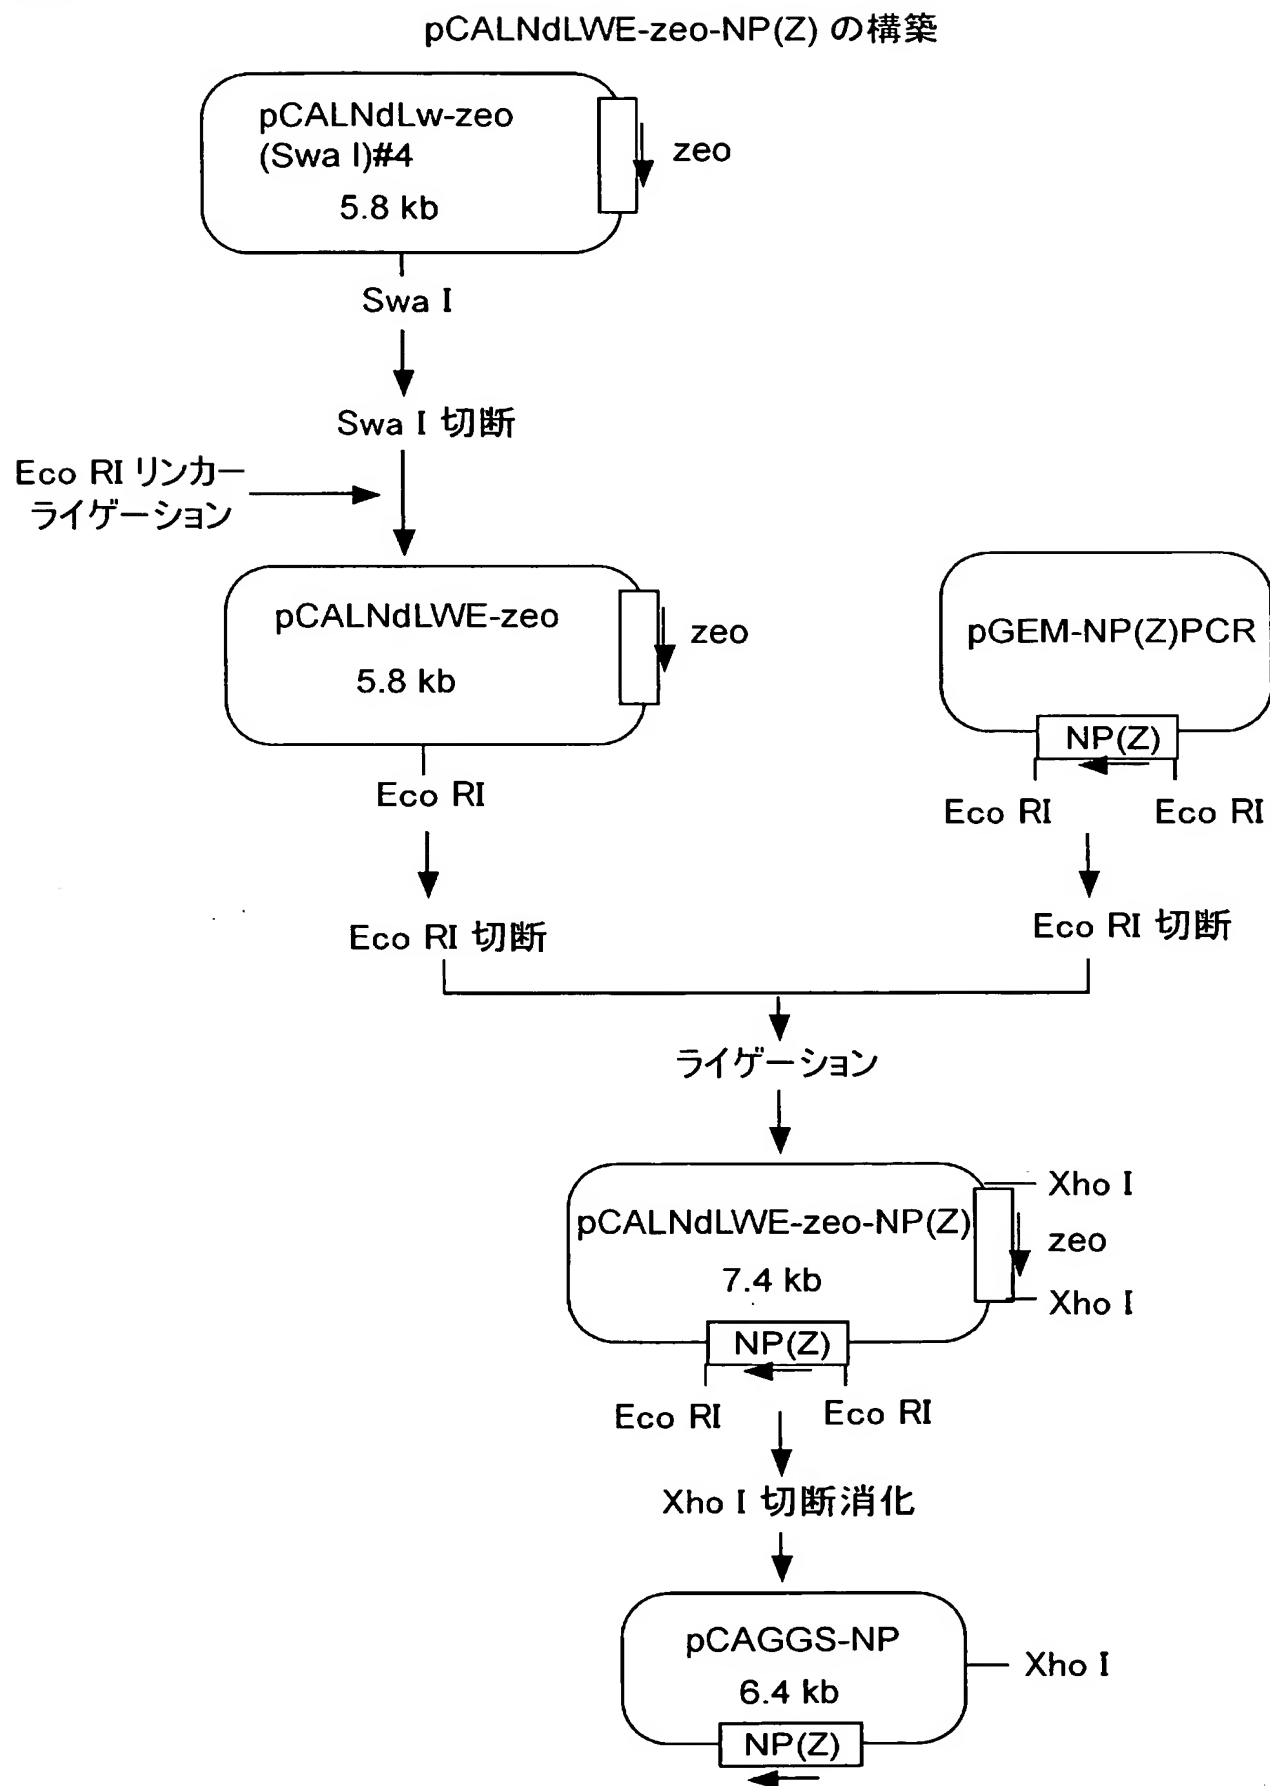 pCALNdLWE-zeo-NP(Z) の構築
pCALNdLw-zeo
(Swa I)#4
5.8 kb
zeo
Swa I
Swa I 切断
Eco RI リンカー
ライゲーション
pCALNdLWE-zeo
5.8 kb
zeo
pGEM-NP(Z)PCR
NP(Z)
Eco RI
Eco RI
Eco RI
Eco RI 切断
Eco RI 切断
ライゲーション
pCALNdLWE-zeo-NP(Z)
7.4 kb
Xho I
zeo
Xho I
NP(Z)
Eco RI
Eco RI
Xho I 切断消化
pCAGGS-NP
6.4 kb
Xho I
NP(Z)